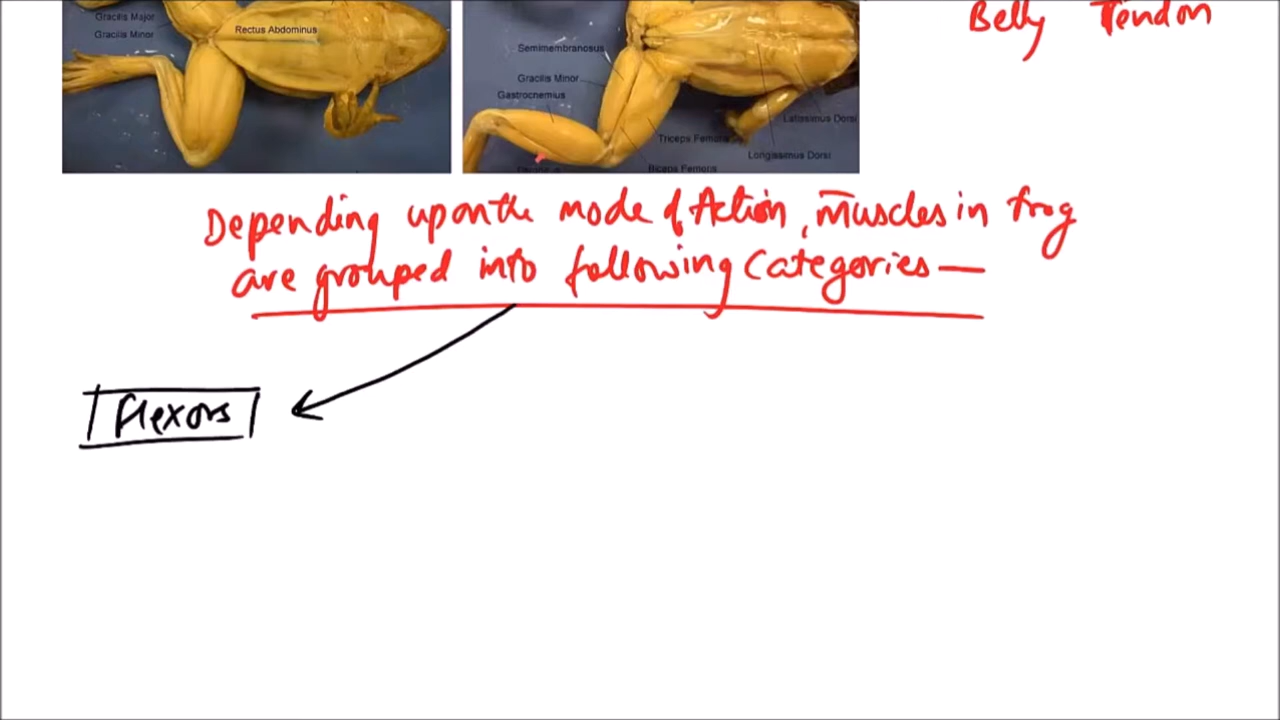 Gracilis Major
Gracilis Minor
Rectus Abdominus
Semimembranosus
Gracilis Minor
Gastrocnemius
Triceps Femoris
Biceps Femoris
Latissimus Dorsi
Longissimus Dorsi
Belly Tendon
Depending upon the mode of Action, muscles in frog
are grouped into following Categories —
Flexors